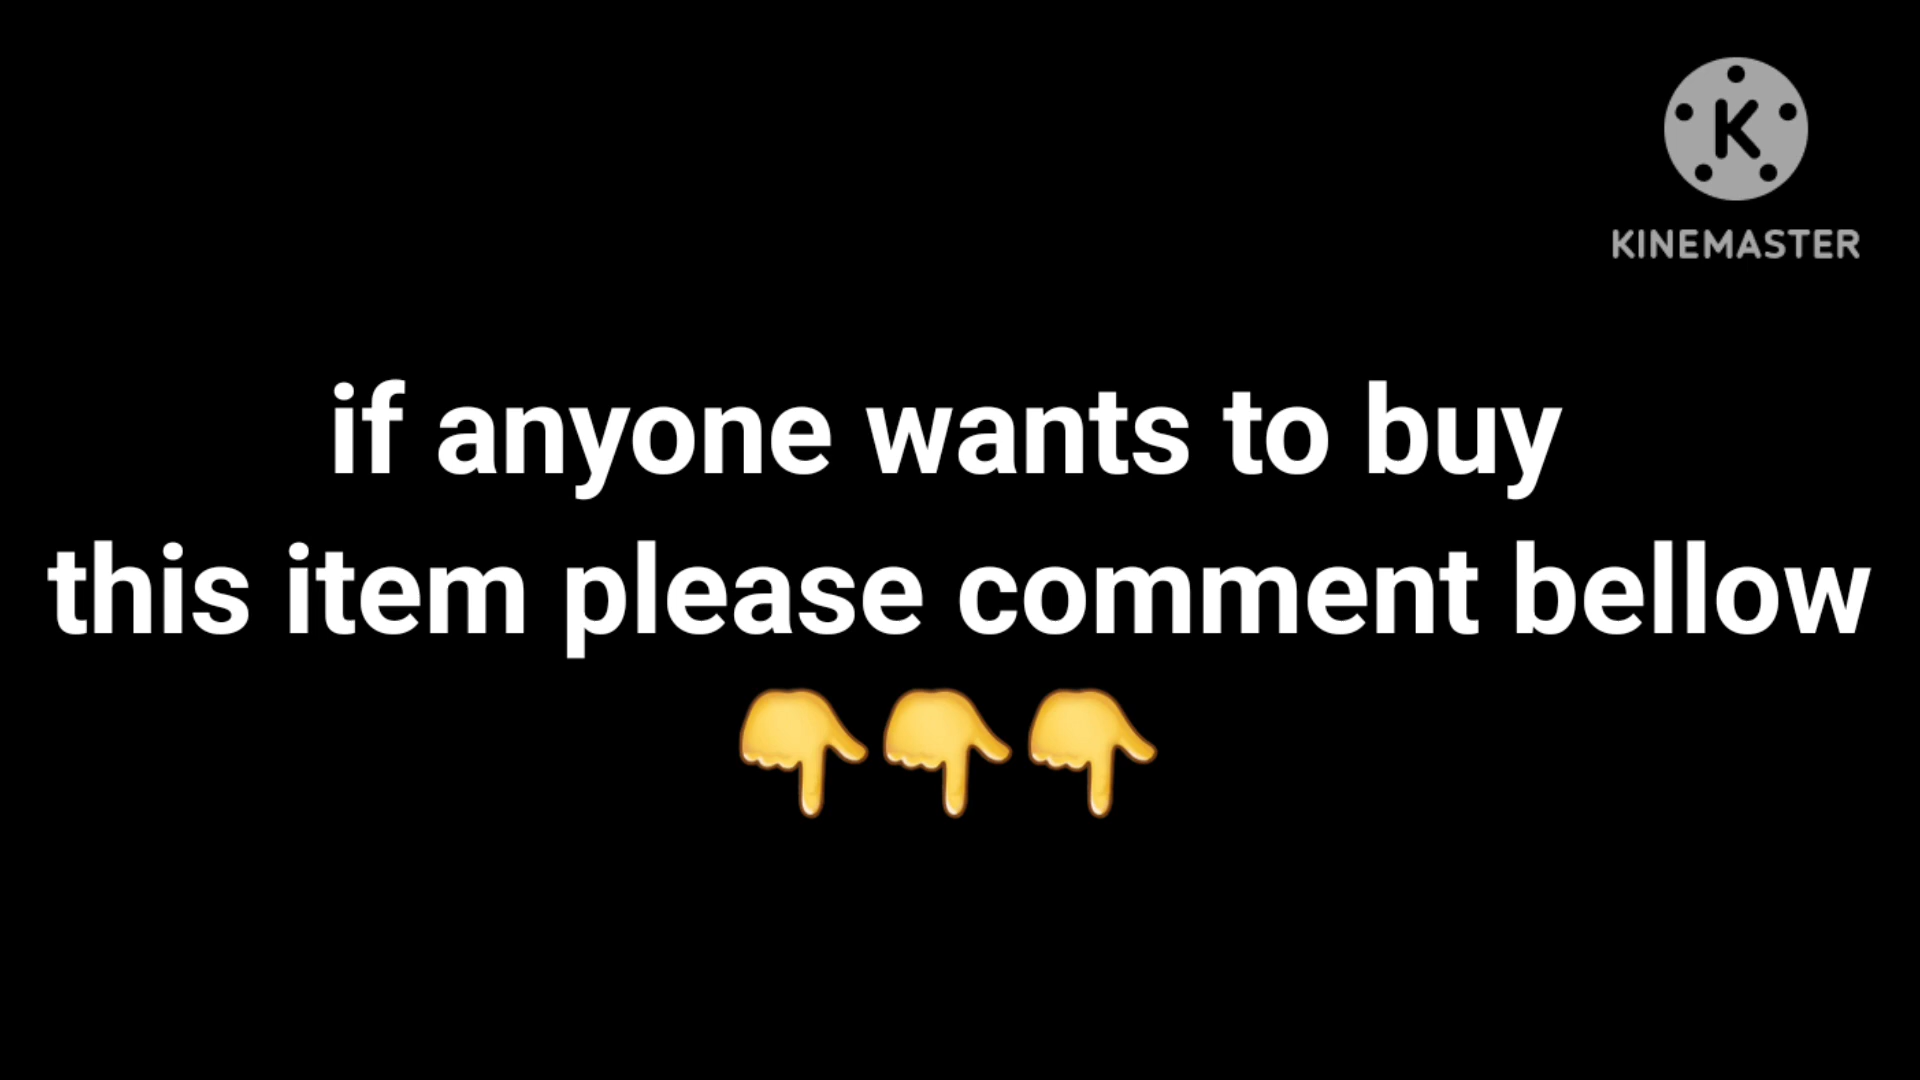 K
KINEMASTER
if anyone wants to buy
this item please comment bellow
👇👇👇